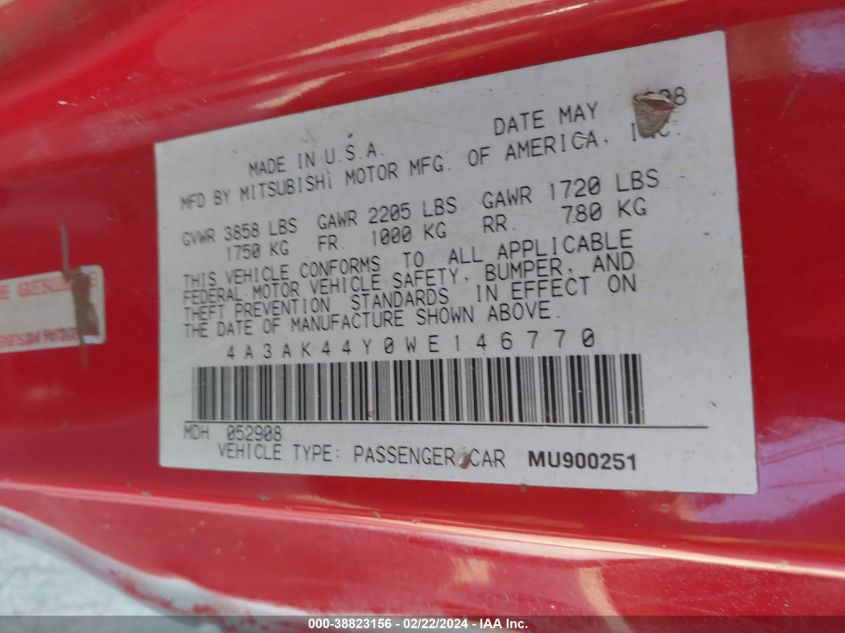 MADE IN U.S.A. DATE MAY
MFD BY MITSUBISHI MOTOR MFG. OF AMERICA,
GVWR 3858 LBS GAWR 2205 LBS GAWR 1720 LBS
1750 KG FR. 1000 KG RR. 780 KG
THIS VEHICLE CONFORMS TO ALL APPLICABLE
FEDERAL MOTOR VEHICLE SAFETY, BUMPER, AND
THEFT PREVENTION STANDARDS IN EFFECT ON
THE DATE OF MANUFACTURE SHOWN ABOVE.
4A3AK44Y0WE146770
MDH 052908
VEHICLE TYPE: PASSENGER CAR MU900251
000-38823156 - 02/22/2024 - IAA Inc.